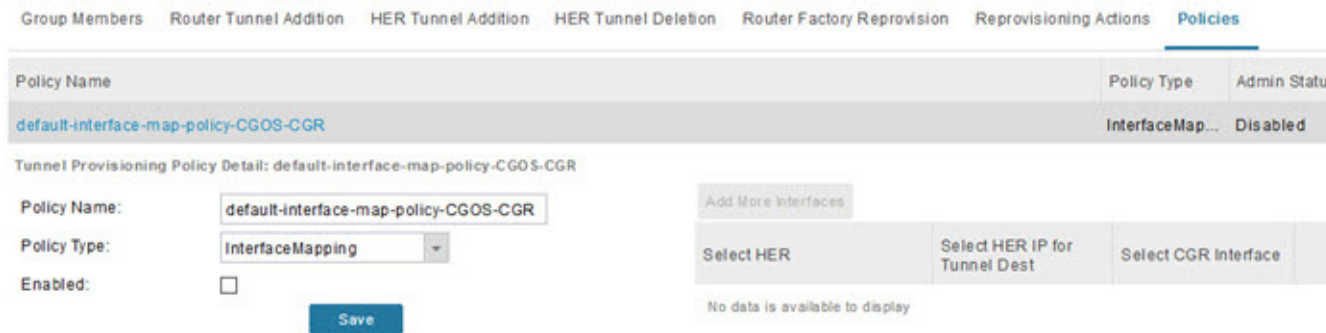 Group Members Router Tunnel Addition HER Tunnel Addition HER Tunnel Deletion Router Factory Reprovision Reprovisioning Actions Policies
Policy Name Policy Type Admin Statu
default-interface-map-policy-CGOS-CGR InterfaceMap... Disabled
Tunnel Provisioning Policy Detail: default-interface-map-policy-CGOS-CGR
Policy Name: default-interface-map-policy-CGOS-CGR
Policy Type: InterfaceMapping
Enabled:
Save
Add More Interfaces
Select HER
Select HER IP for
Tunnel Dest
Select CGR Interface
No data is available to display